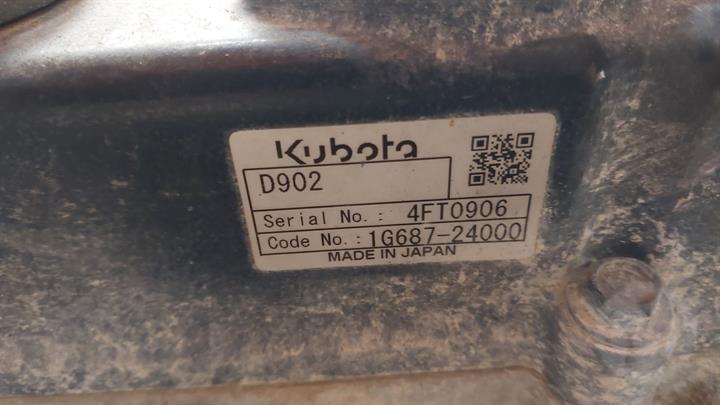 Kubota
D902
Serial No.: 4FT0906
Code No.: 1G687-24000
MADE IN JAPAN